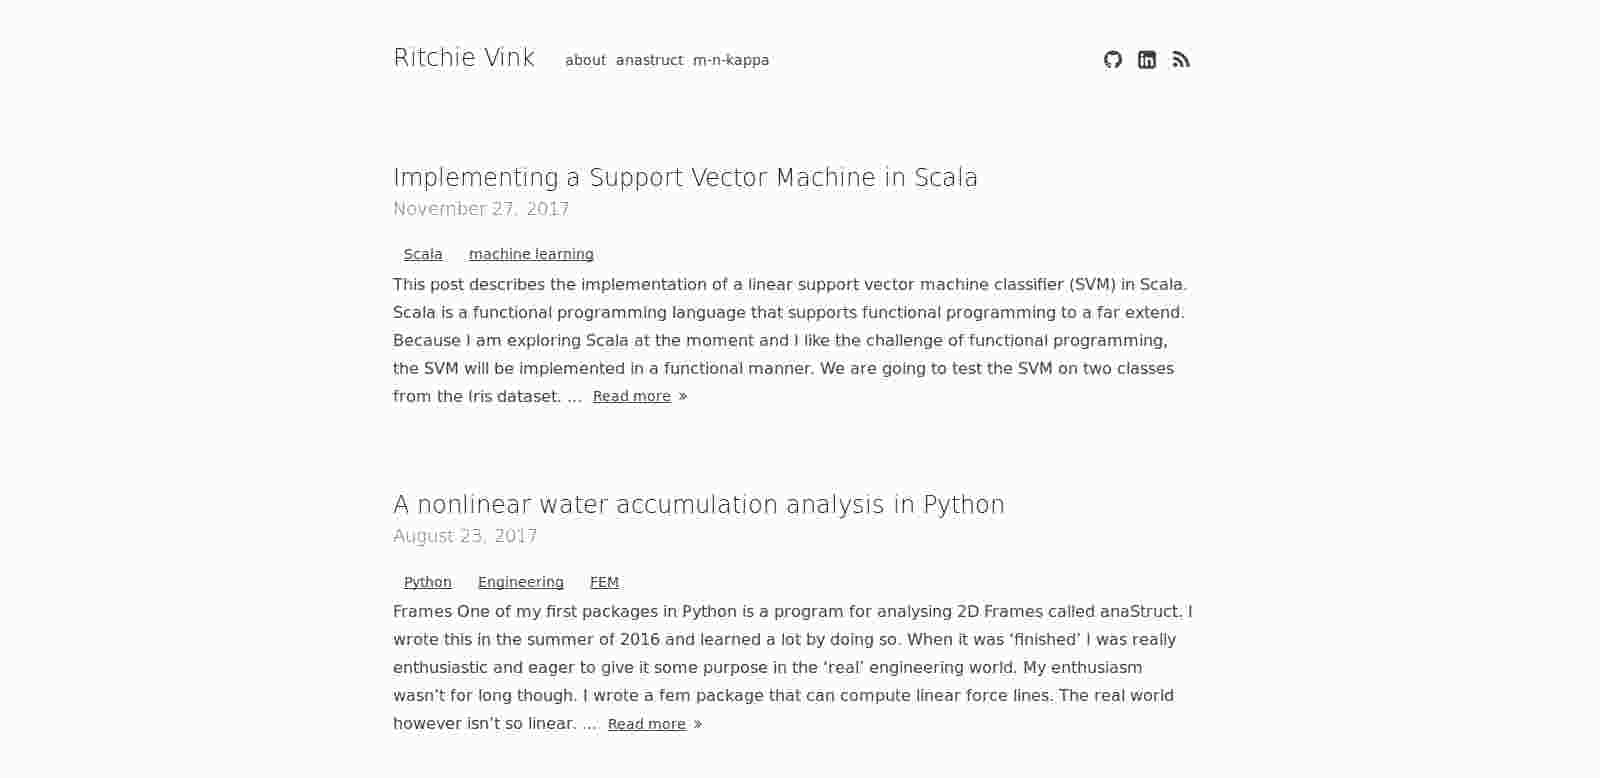 Ritchie Vink about anastruct m-n-kappa
Implementing a Support Vector Machine in Scala
November 27, 2017
Scala machine learning
This post describes the implementation of a linear support vector machine classifier (SVM) in Scala.
Scala is a functional programming language that supports functional programming to a far extend.
Because I am exploring Scala at the moment and I like the challenge of functional programming,
the SVM will be implemented in a functional manner. We are going to test the SVM on two classes
from the Iris dataset. … Read more »
A nonlinear water accumulation analysis in Python
August 23, 2017
Python Engineering FEM
Frames One of my first packages in Python is a program for analysing 2D Frames called anaStruct. I
wrote this in the summer of 2016 and learned a lot by doing so. When it was ‘finished’ I was really
enthusiastic and eager to give it some purpose in the ‘real’ engineering world. My enthusiasm
wasn’t for long though. I wrote a fem package that can compute linear force lines. The real world
however isn’t so linear. … Read more »